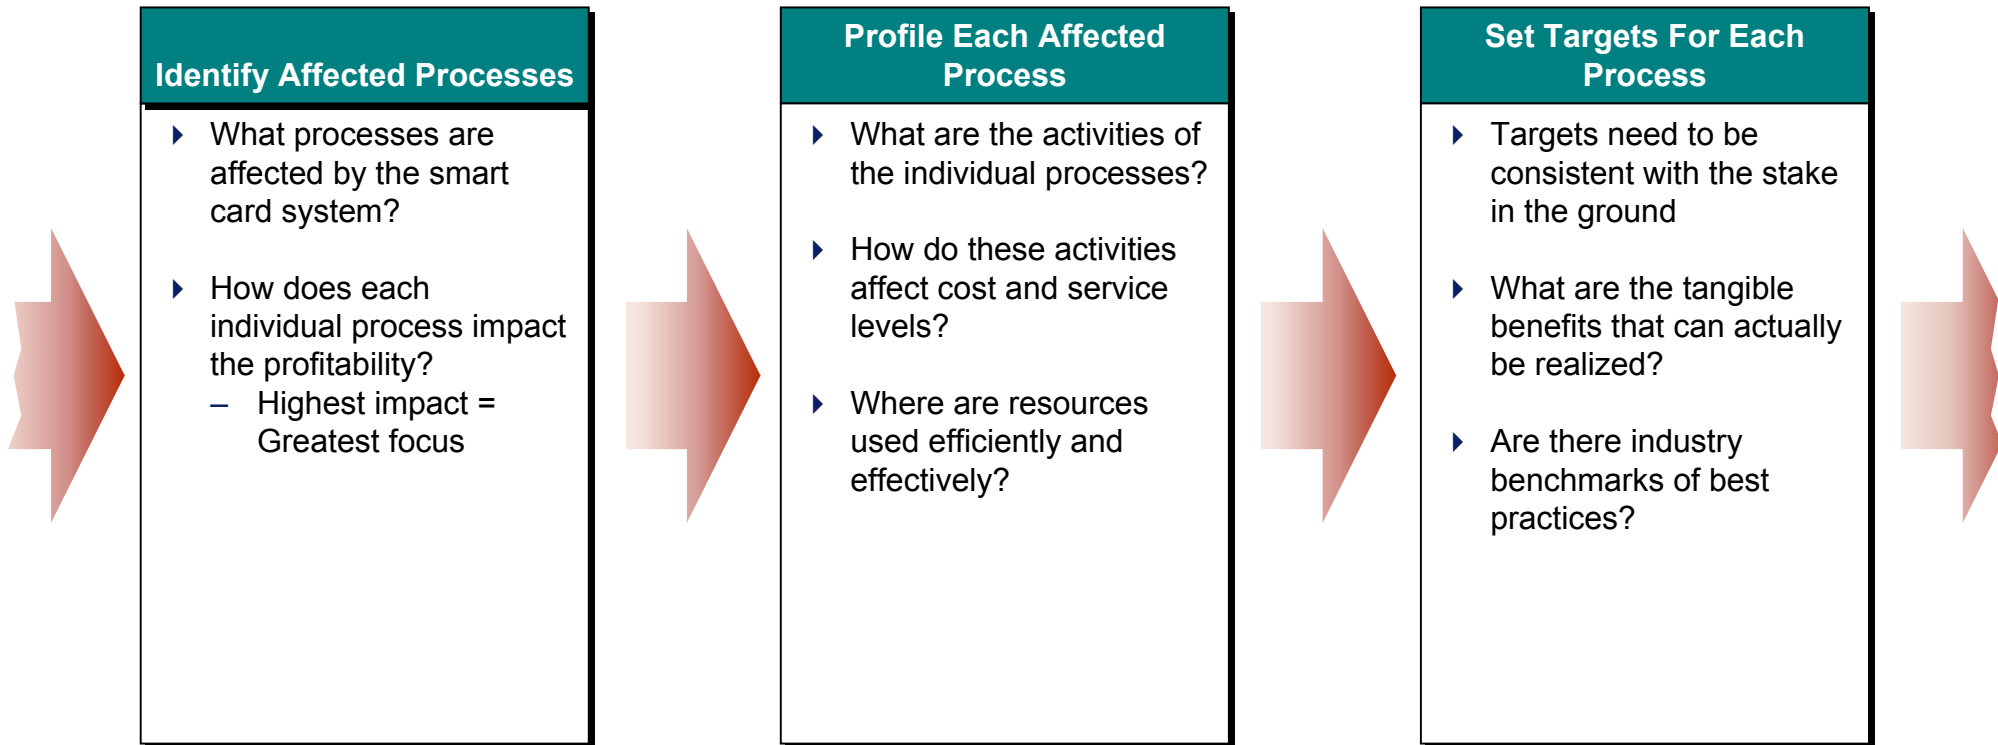 Identify Affected Processes
What processes are
affected by the smart
card system?
How does each
individual process impact
the profitability?
– Highest impact =
Greatest focus
Profile Each Affected
Process
What are the activities of
the individual processes?
How do these activities
affect cost and service
levels?
Where are resources
used efficiently and
effectively?
Set Targets For Each
Process
Targets need to be
consistent with the stake
in the ground
What are the tangible
benefits that can actually
be realized?
Are there industry
benchmarks of best
practices?